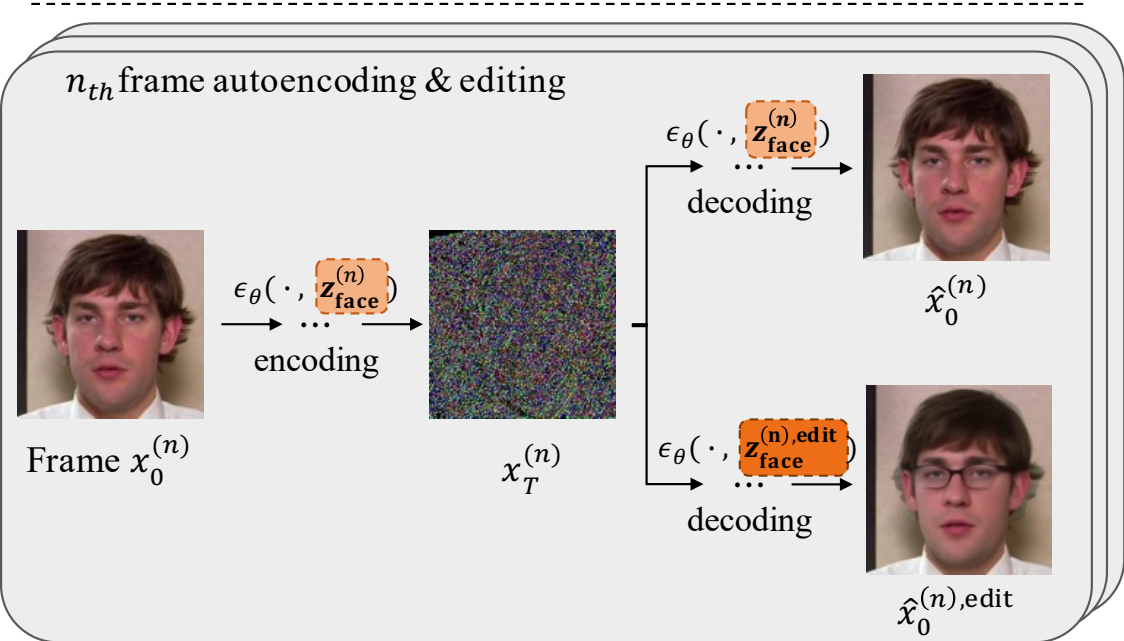 n_th frame autoencoding & editing
ϵ_θ(·, z_face^(n))
...
decoding
x̂_0^(n)
ϵ_θ(·, z_face^(n))
...
encoding
Frame x_0^(n)
x_T^(n)
ϵ_θ(·, z_face^(n),edit)
...
decoding
x̂_0^(n),edit